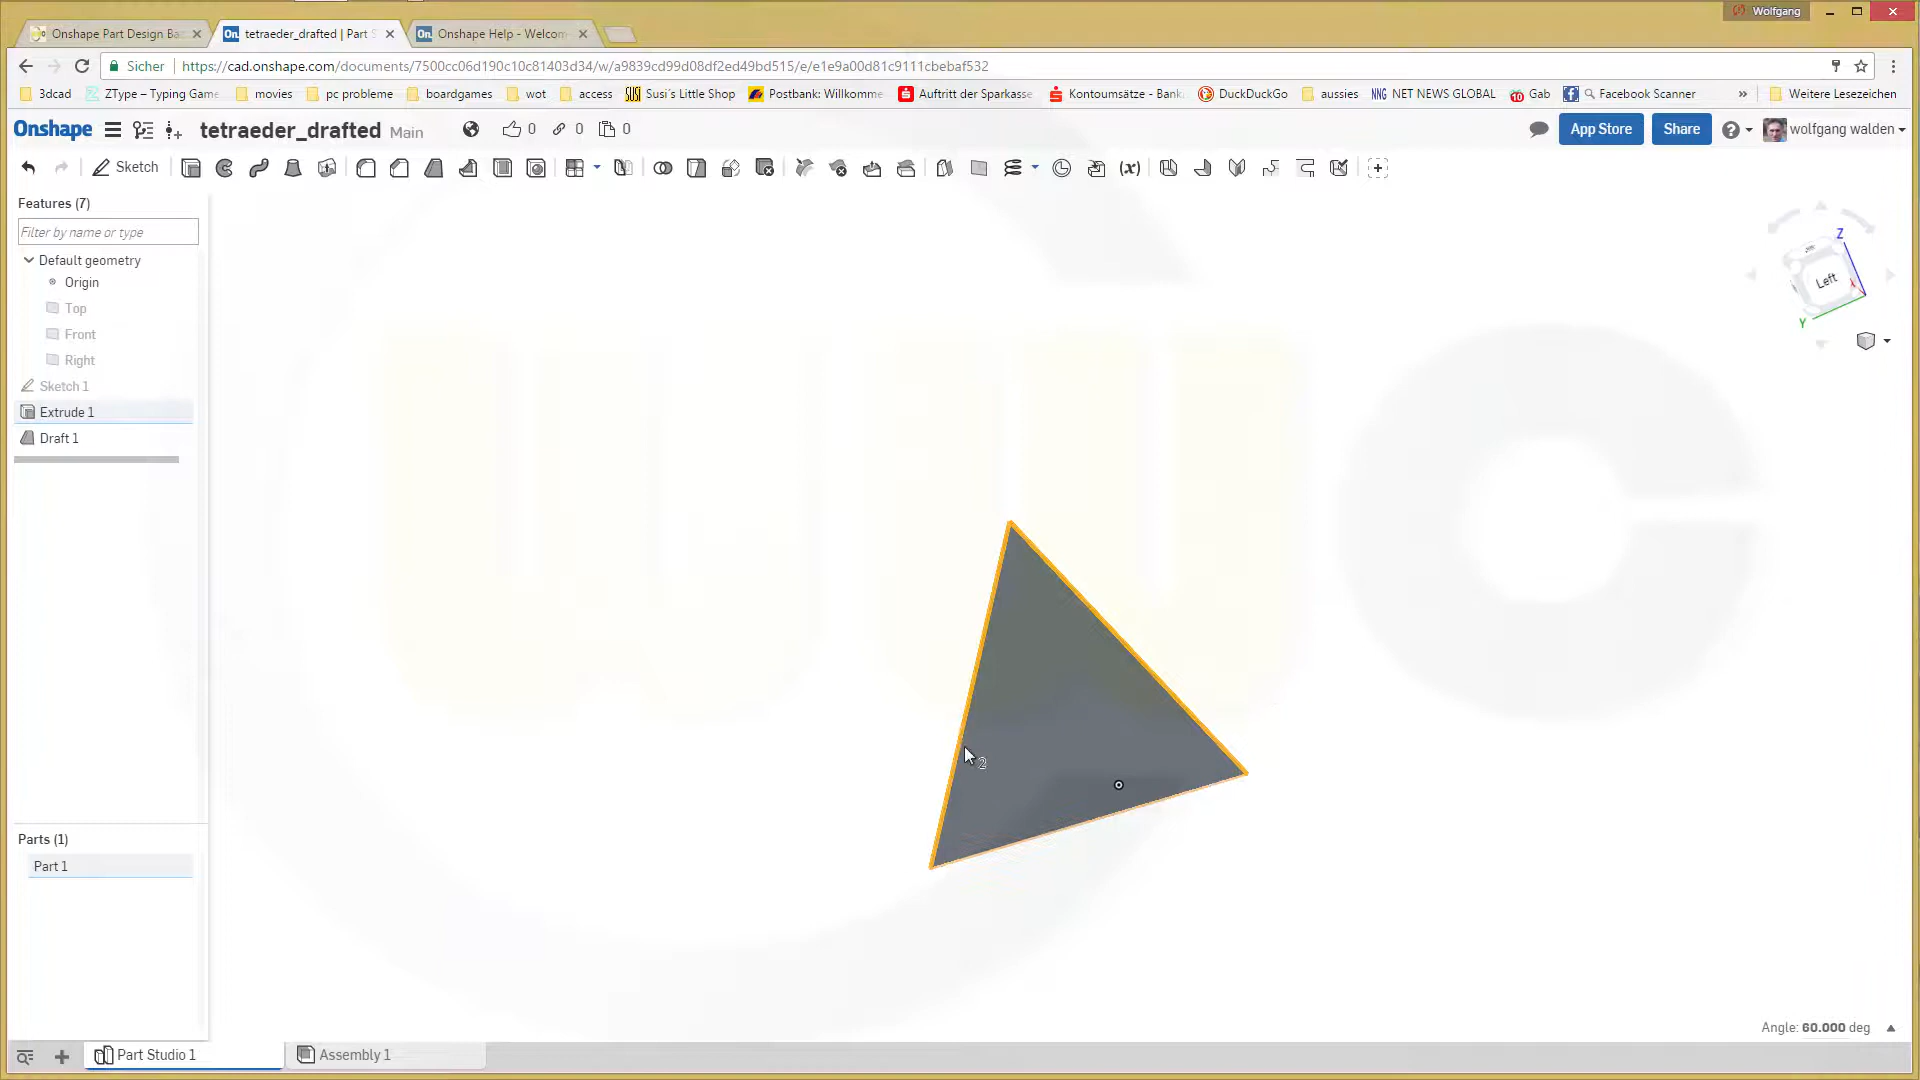 Wolfgang
Onshape Part Design Ba
tetraeder_drafted | Part S
Onshape Help - Welcom
Sicher
https://cad.onshape.com/documents/7500cc06d190c10c81403d34/w/a9839cd99d08df2ed49bd515/e/e1e9a00d81c9111cbebaf532
3dcad
ZType – Typing Game
movies
pc probleme
boardgames
wot
access
SUSI Susi's Little Shop
Postbank: Willkomme
Auftritt der Sparkasse
Kontoumsätze - Bank
DuckDuckGo
aussies
NNG NET NEWS GLOBAL
10 Gab
Facebook Scanner
»
Weitere Lesezeichen
Onshape
tetraeder_drafted Main
0
0
0
App Store
Share
wolfgang walden
Sketch
(x)
Features (7)
Filter by name or type
Default geometry
Origin
Top
Front
Right
Sketch 1
Extrude 1
Draft 1
Z
Left
X
Y
2
Parts (1)
Part 1
Angle: 60.000 deg
Part Studio 1
Assembly 1